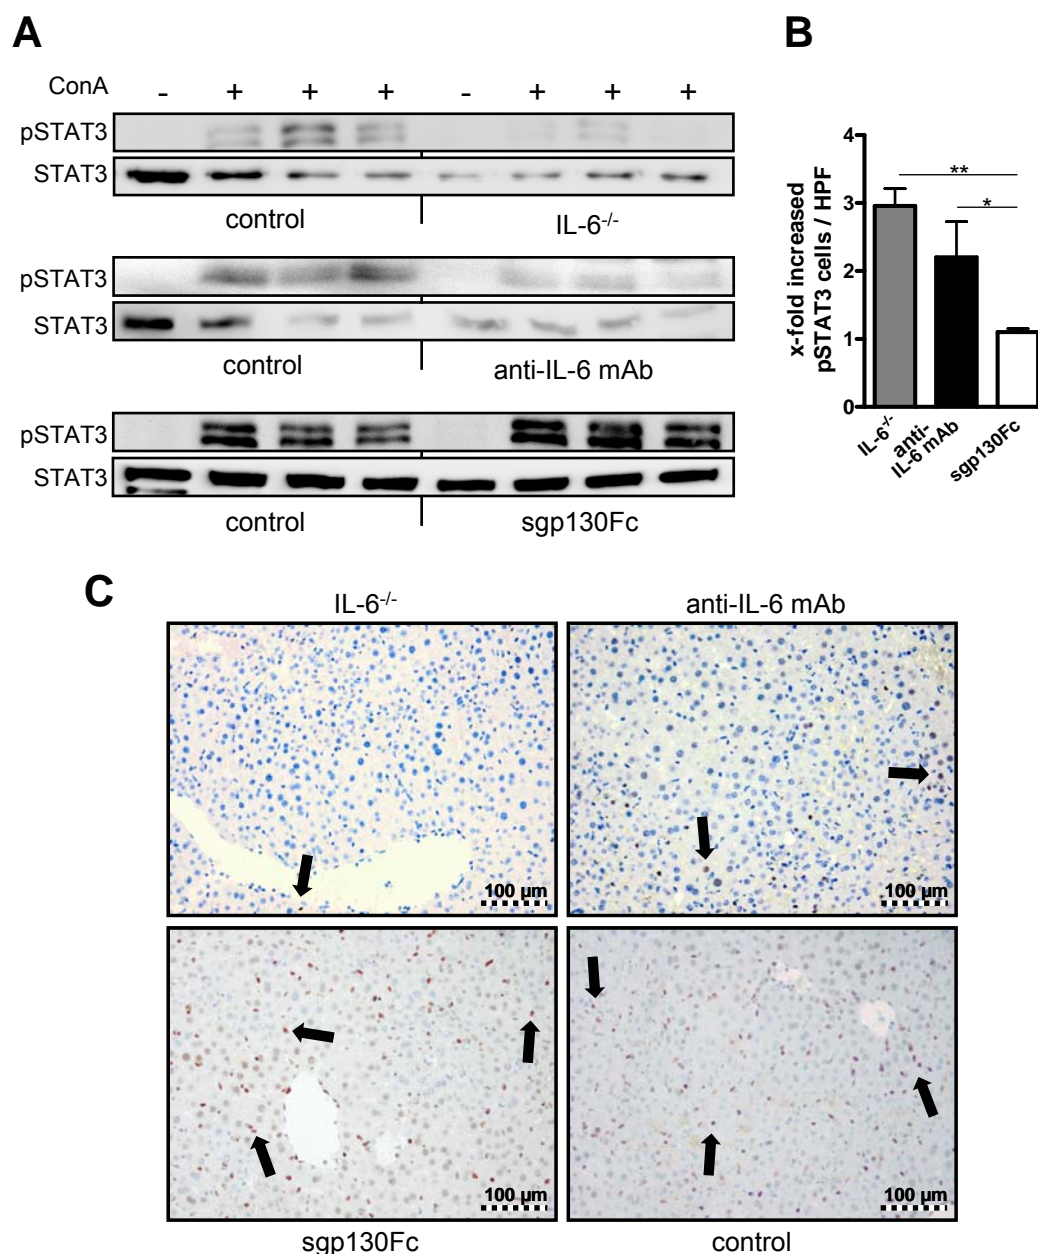 A
ConA - + + + - + + +
pSTAT3
STAT3
control IL-6-/-
pSTAT3
STAT3
control anti-IL-6 mAb
pSTAT3
STAT3
control sgp130Fc
B
x-fold increased
pSTAT3 cells / HPF
4
3
2
1
0
**
*
IL-6-/-
anti-
IL-6 mAb
sgp130Fc
C
IL-6-/- anti-IL-6 mAb
100 µm 100 µm
100 µm 100 µm
sgp130Fc control